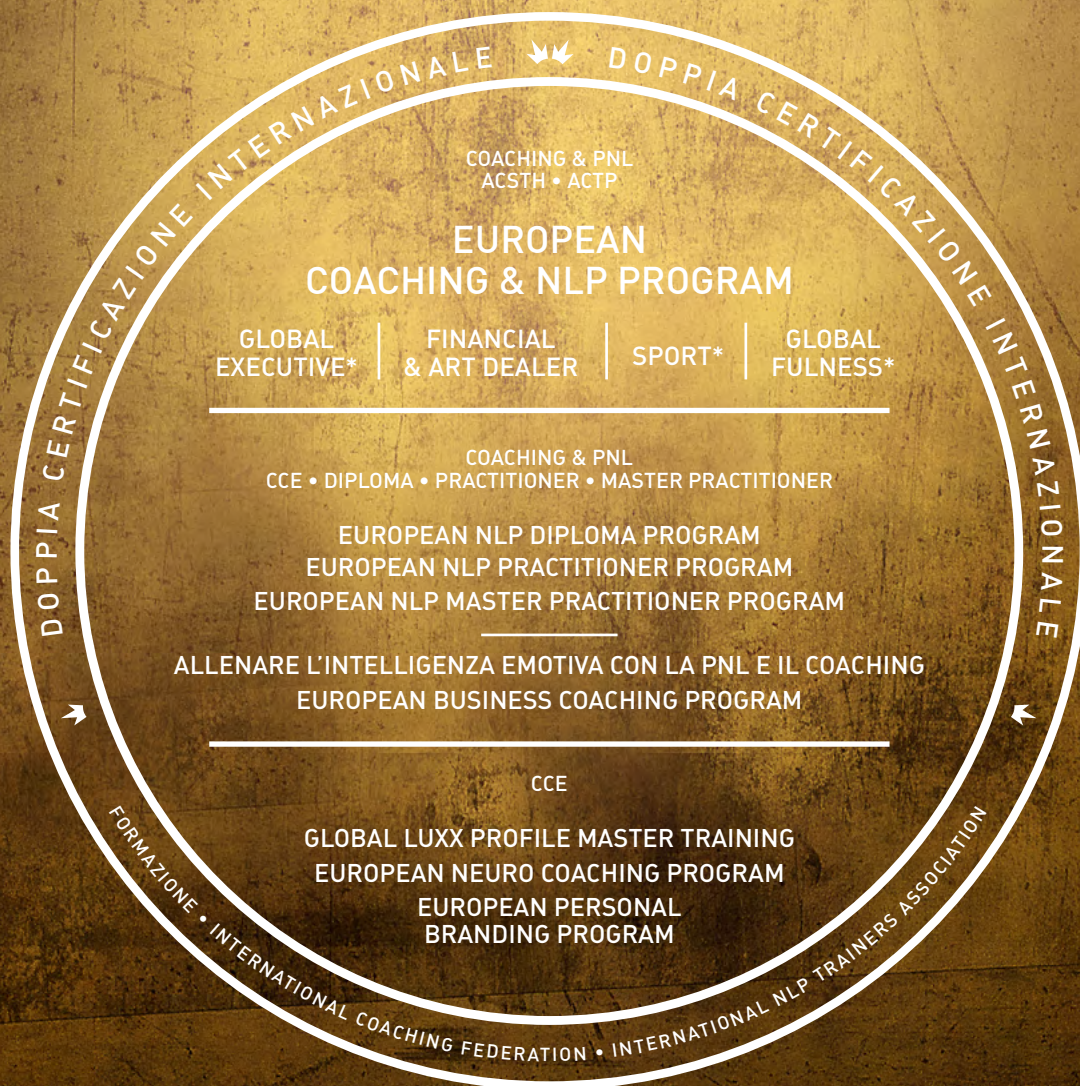 DOPPIA CERTIFICAZIONE INTERNAZIONALE
DOPPIA CERTIFICAZIONE INTERNAZIONALE
COACHING & PNL
ACSTH • ACTP
EUROPEAN
COACHING & NLP PROGRAM
GLOBAL
EXECUTIVE*
FINANCIAL
& ART DEALER
SPORT*
GLOBAL
FULNESS*
COACHING & PNL
CCE • DIPLOMA • PRACTITIONER • MASTER PRACTITIONER
EUROPEAN NLP DIPLOMA PROGRAM
EUROPEAN NLP PRACTITIONER PROGRAM
EUROPEAN NLP MASTER PRACTITIONER PROGRAM
ALLENARE L'INTELLIGENZA EMOTIVA CON LA PNL E IL COACHING
EUROPEAN BUSINESS COACHING PROGRAM
CCE
GLOBAL LUXX PROFILE MASTER TRAINING
EUROPEAN NEURO COACHING PROGRAM
EUROPEAN PERSONAL
BRANDING PROGRAM
FORMAZIONE • INTERNATIONAL COACHING FEDERATION • INTERNATIONAL NLP TRAINERS ASSOCIATION